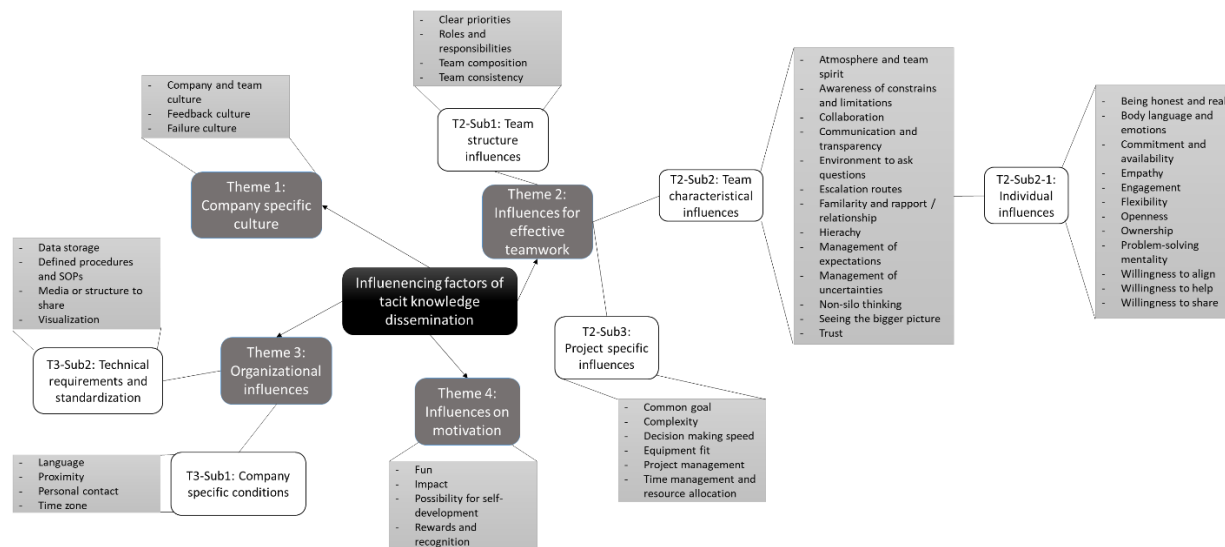 - Clear priorities
- Roles and
responsibilities
- Team composition
- Team consistency
- Company and team
culture
- Feedback culture
- Failure culture
T2-Sub1: Team
structure
influences
- Atmosphere and team
spirit
- Awareness of constrains
and limitations
- Collaboration
- Communication and
transparency
- Environment to ask
questions
- Escalation routes
- Familarity and rapport /
relationship
- Hierachy
- Management of
expectations
- Management of
uncertainties
- Non-silo thinking
- Seeing the bigger picture
- Trust
- Being honest and real
- Body language and
emotions
- Commitment and
availability
- Empathy
- Engagement
- Flexibility
- Openness
- Ownership
- Problem-solving
mentality
- Willingness to align
- Willingness to help
- Willingness to share
Theme 1:
Company specific
culture
Theme 2:
Influences for
effective
teamwork
T2-Sub2: Team
characteristical
influences
T2-Sub2-1:
Individual
influences
- Data storage
- Defined procedures
and SOPs
- Media or structure to
share
- Visualization
Influenencing factors of
tacit knowledge
dissemination
T2-Sub3:
Project specific
influences
T3-Sub2: Technical
requirements and
standardization
Theme 3:
Organizational
influences
Theme 4:
Influences on
motivation
- Common goal
- Complexity
- Decision making speed
- Equipment fit
- Project management
- Time management and
resource allocation
- Language
- Proximity
- Personal contact
- Time zone
T3-Sub1: Company
specific conditions
- Fun
- Impact
- Possibility for self-
development
- Rewards and
recognition